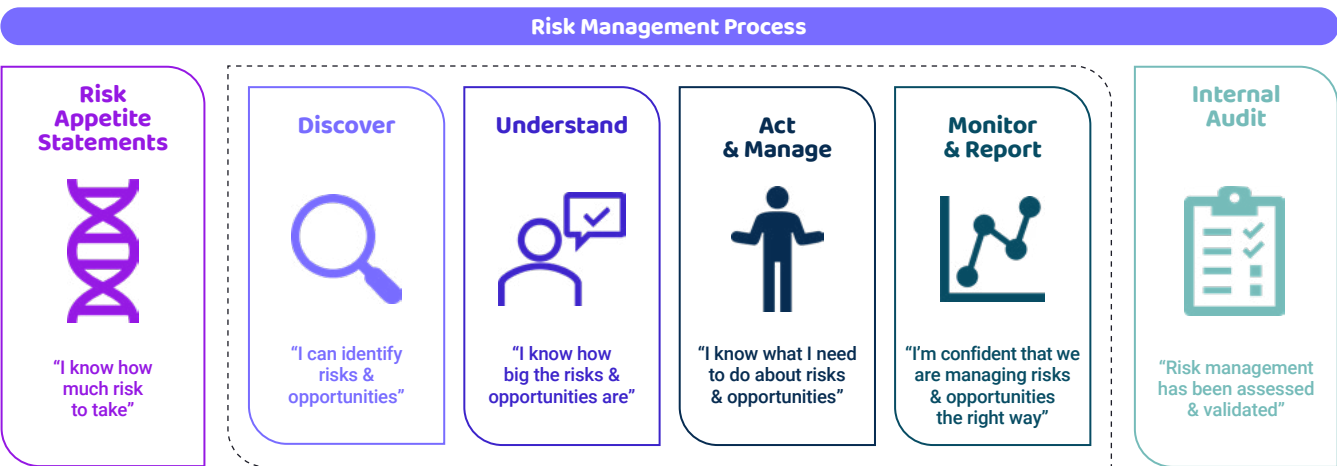 Risk Management Process
Risk
Appetite
Statements
“I know how
much risk
to take”
Discover
“I can identify
risks &
opportunities”
Understand
“I know how
big the risks &
opportunities are”
Act
& Manage
“I know what I need
to do about risks
& opportunities”
Monitor
& Report
“I’m confident that we
are managing risks
& opportunities
the right way”
Internal
Audit
“Risk management
has been assessed
& validated”